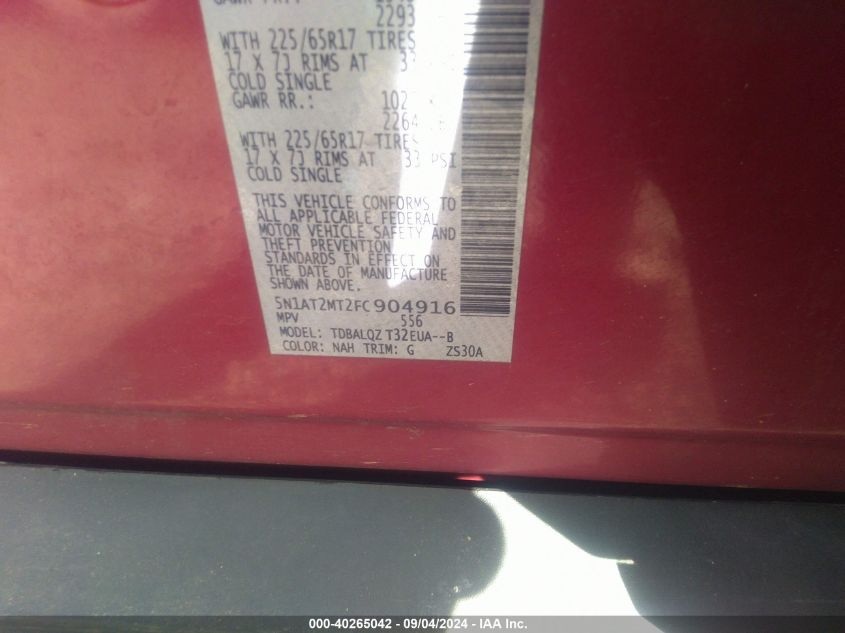 2293
WITH 225/65R17 TIRES
17 X 7J RIMS AT
COLD SINGLE
GAWR RR.:
WITH 225/65R17 TIRES
17 X 7J RIMS AT 33 PSI
COLD SINGLE
THIS VEHICLE CONFORMS TO
ALL APPLICABLE FEDERAL
MOTOR VEHICLE SAFETY AND
THEFT PREVENTION
STANDARDS IN EFFECT ON
THE DATE OF MANUFACTURE
SHOWN ABOVE.
5N1AT2MT2FC904916
MPV 556
MODEL: TDBALQZ T32EUA--B
COLOR: NAH TRIM: G ZS30A
000-40265042 - 09/04/2024 - IAA Inc.